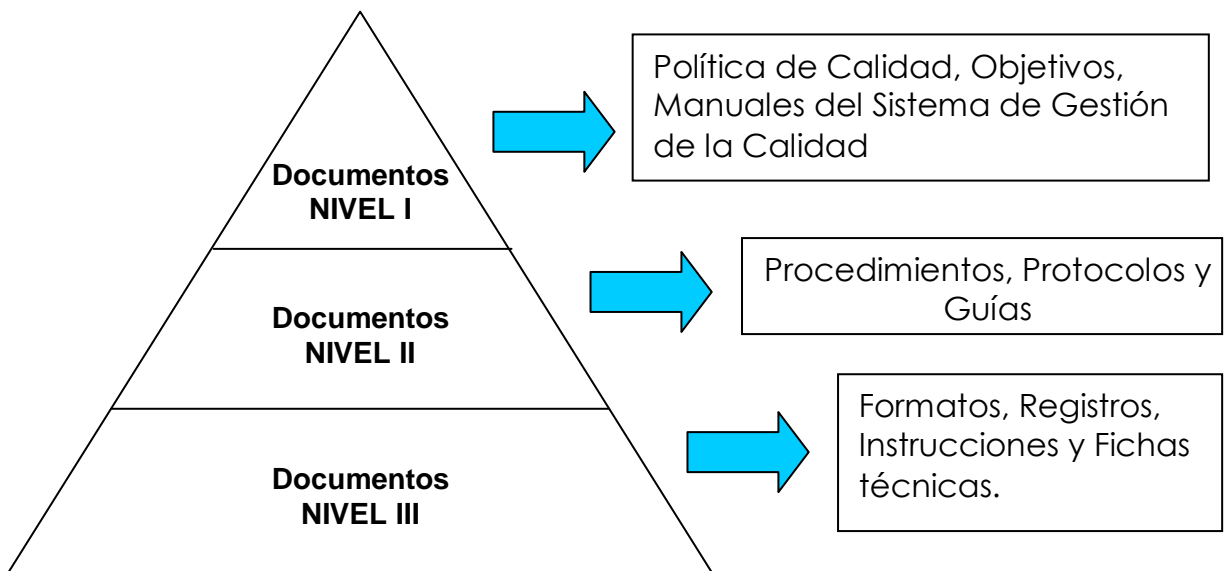 Política de Calidad, Objetivos,
Manuales del Sistema de Gestión
de la Calidad
Documentos
NIVEL I
Procedimientos, Protocolos y
Guías
Documentos
NIVEL II
Formatos, Registros,
Instrucciones y Fichas
técnicas.
Documentos
NIVEL III